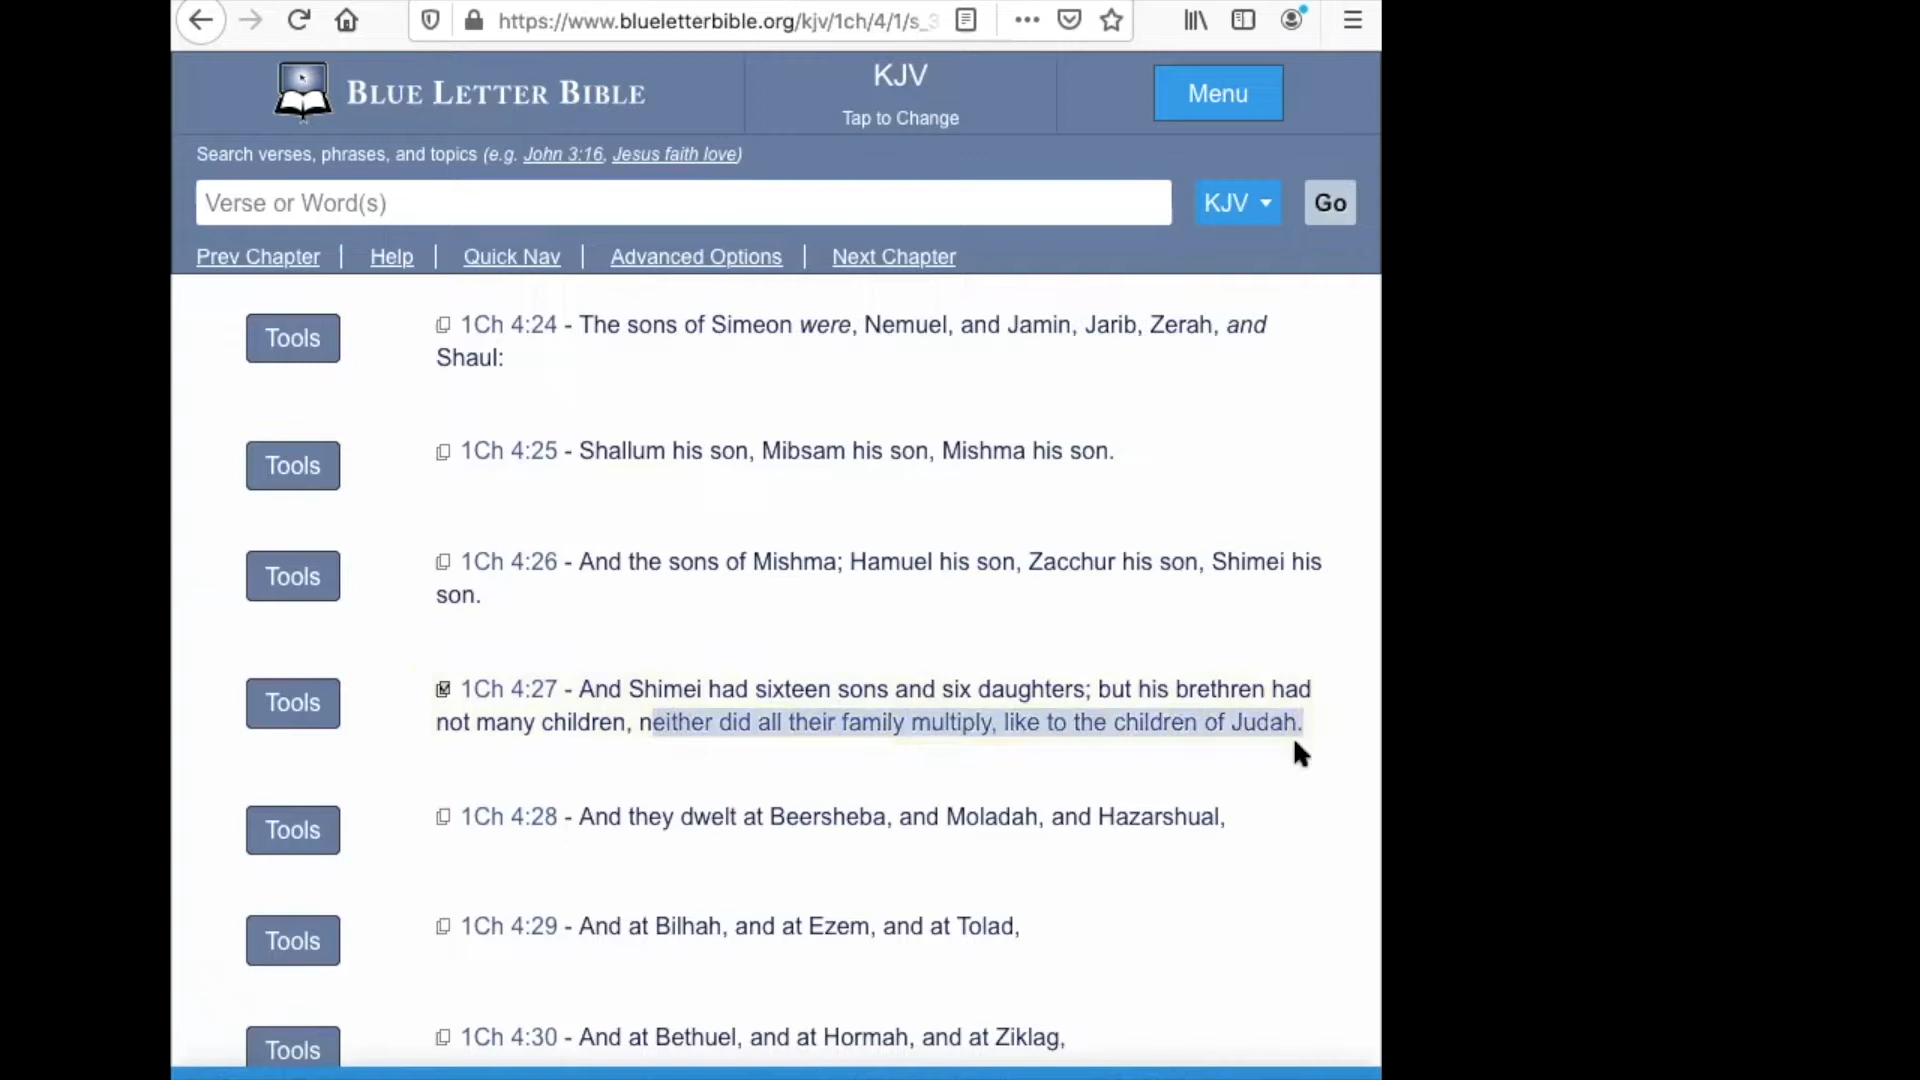 https://www.blueletterbible.org/kjv/1ch/4/1/s_3
BLUE LETTER BIBLE
KJV
Tap to Change
Menu
Search verses, phrases, and topics (e.g. John 3:16, Jesus faith love)
Verse or Word(s)
KJV
Go
Prev Chapter | Help | Quick Nav | Advanced Options | Next Chapter
Tools
1Ch 4:24 - The sons of Simeon were, Nemuel, and Jamin, Jarib, Zerah, and
Shaul:
Tools
1Ch 4:25 - Shallum his son, Mibsam his son, Mishma his son.
Tools
1Ch 4:26 - And the sons of Mishma; Hamuel his son, Zacchur his son, Shimei his
son.
Tools
1Ch 4:27 - And Shimei had sixteen sons and six daughters; but his brethren had
not many children, neither did all their family multiply, like to the children of Judah.
Tools
1Ch 4:28 - And they dwelt at Beersheba, and Moladah, and Hazarshual,
Tools
1Ch 4:29 - And at Bilhah, and at Ezem, and at Tolad,
Tools
1Ch 4:30 - And at Bethuel, and at Hormah, and at Ziklag,